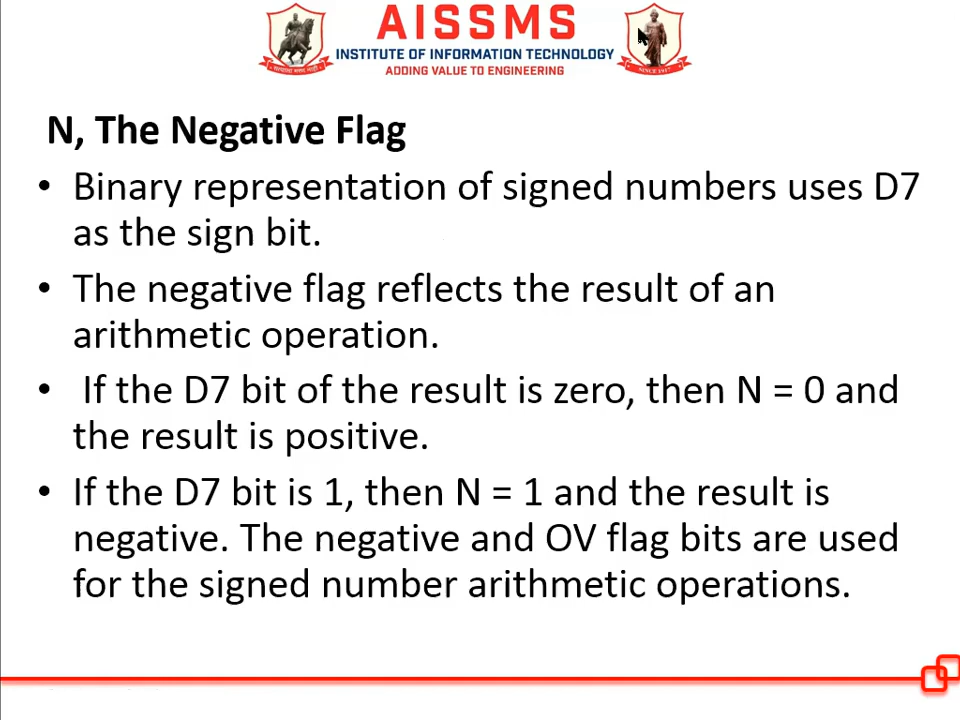 AISSMS
INSTITUTE OF INFORMATION TECHNOLOGY
ADDING VALUE TO ENGINEERING
SINCE 1917
N, The Negative Flag
• Binary representation of signed numbers uses D7
as the sign bit.
• The negative flag reflects the result of an
arithmetic operation.
• If the D7 bit of the result is zero, then N = 0 and
the result is positive.
• If the D7 bit is 1, then N = 1 and the result is
negative. The negative and OV flag bits are used
for the signed number arithmetic operations.